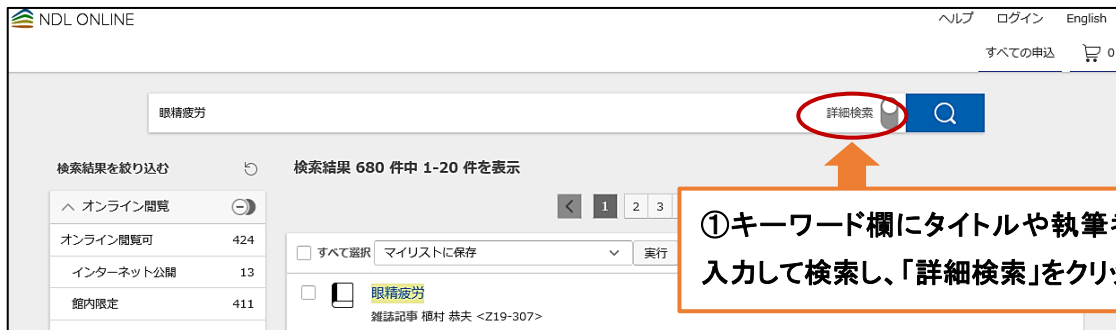 NDL ONLINE
ヘルプ ログイン English
すべての申込 0
眼精疲労 詳細検索
検索結果を絞り込む
検索結果 680 件中 1-20 件を表示
オンライン閲覧
1 2 3
オンライン閲覧可 424
すべて選択 マイリストに保存 実行
インターネット公開 13
館内限定 411
眼精疲労
雑誌記事 植村 恭夫 <Z19-307>
①キーワード欄にタイトルや執筆
入力して検索し、「詳細検索」をクリッ